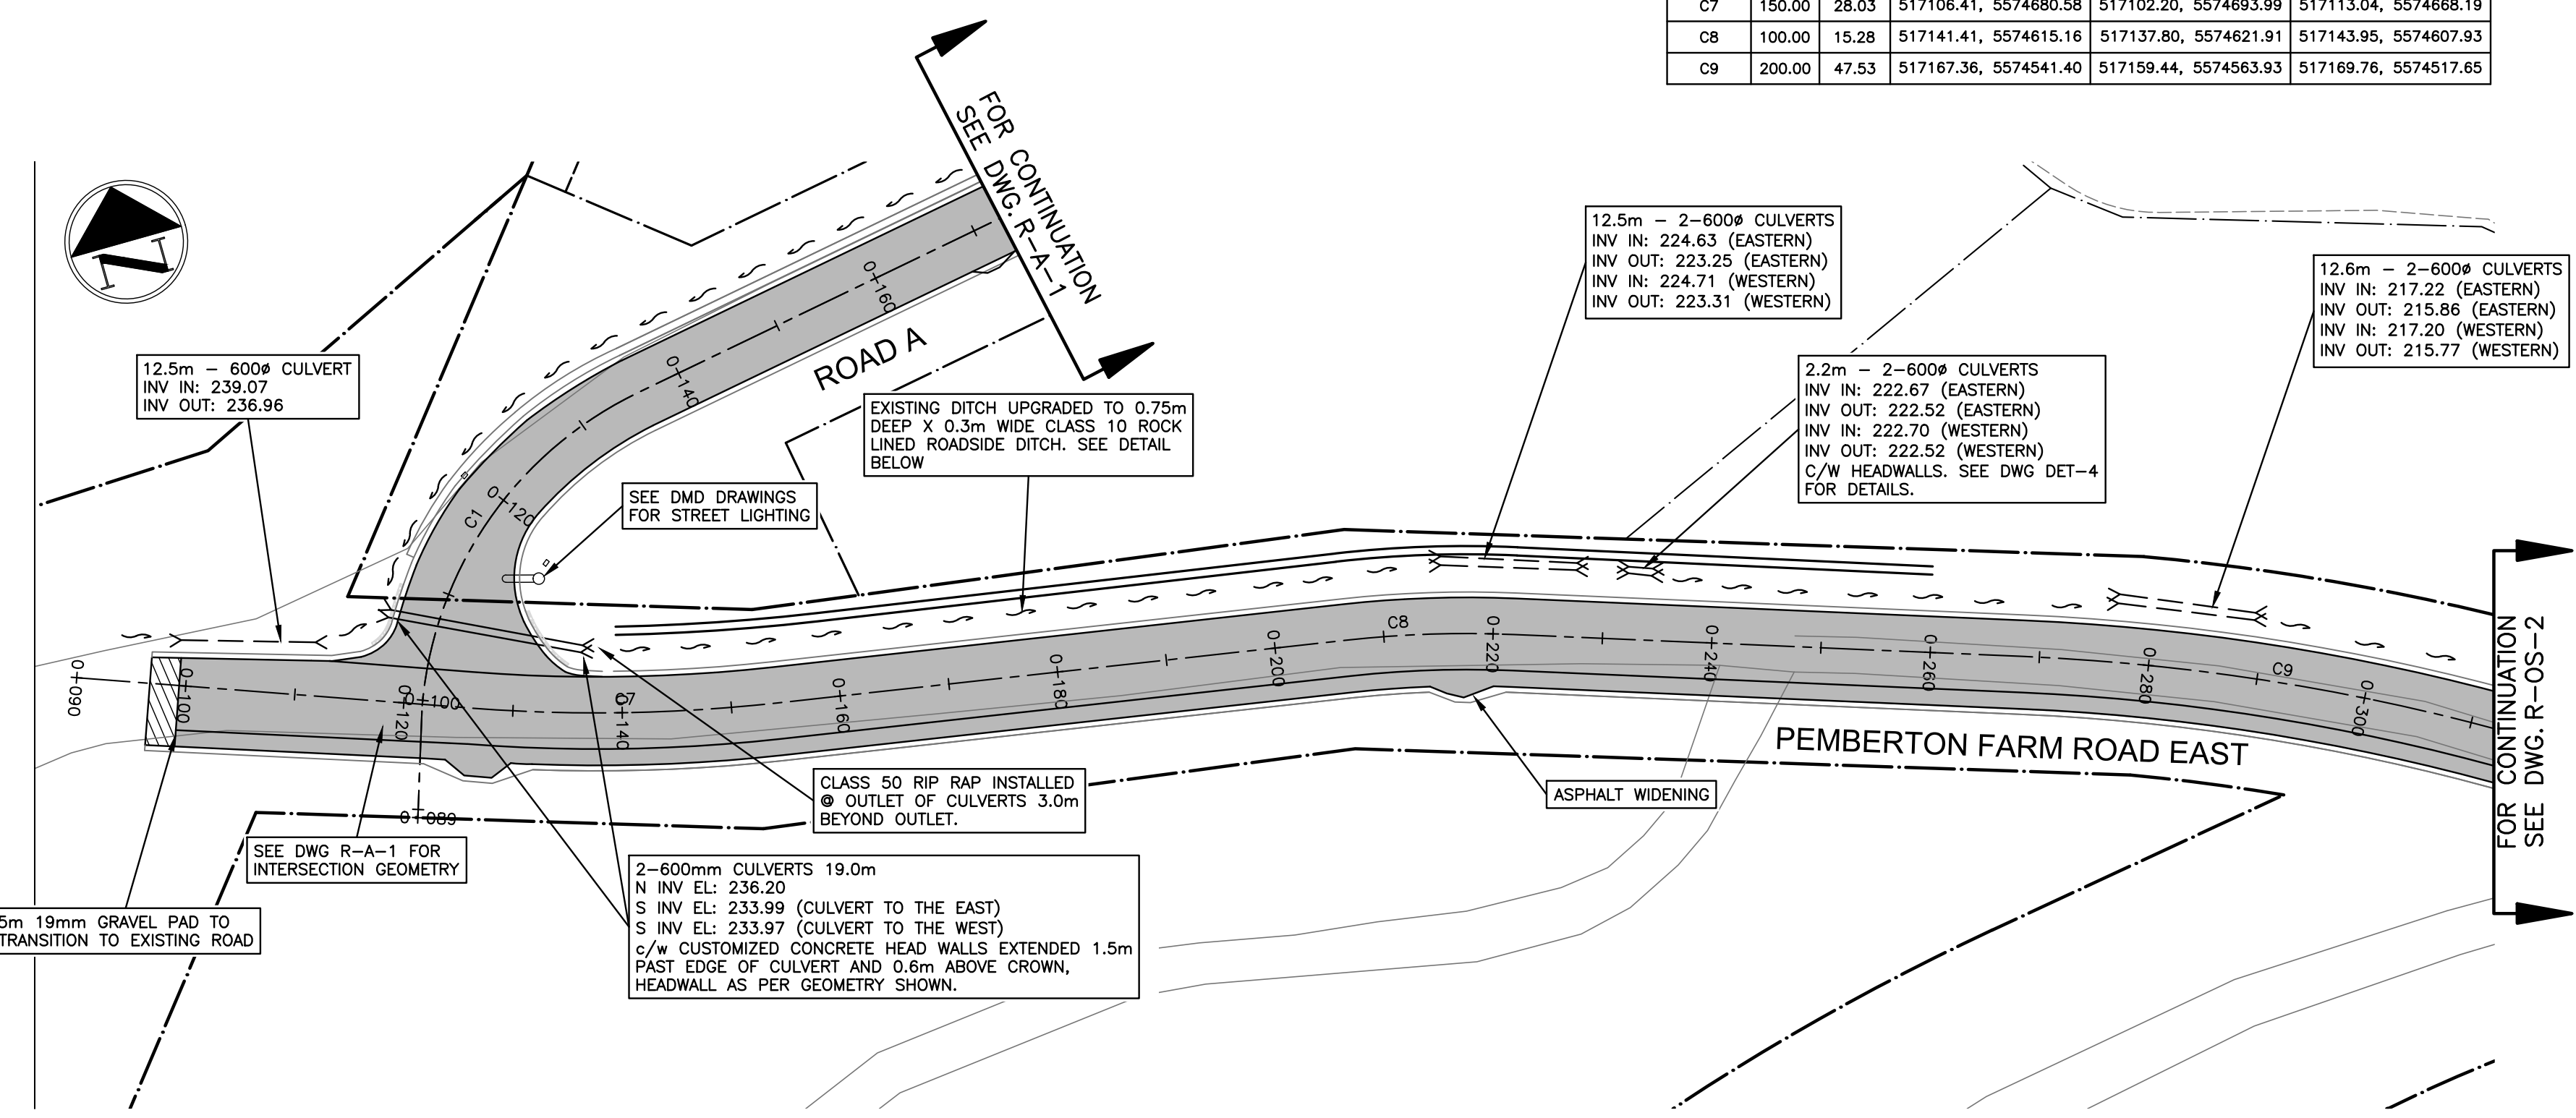 C7 150.00 28.03 517106.41, 5574680.58 517102.20, 5574693.99 517113.04, 5574668.19
C8 100.00 15.28 517141.41, 5574615.16 517137.80, 5574621.91 517143.95, 5574607.93
C9 200.00 47.53 517167.36, 5574541.40 517159.44, 5574563.93 517169.76, 5574517.65
N
FOR CONTINUATION
SEE DWG. R-A-1
12.5m - 2-600ø CULVERTS
INV IN: 224.63 (EASTERN)
INV OUT: 223.25 (EASTERN)
INV IN: 224.71 (WESTERN)
INV OUT: 223.31 (WESTERN)
12.6m - 2-600ø CULVERTS
INV IN: 217.22 (EASTERN)
INV OUT: 215.86 (EASTERN)
INV IN: 217.20 (WESTERN)
INV OUT: 215.77 (WESTERN)
12.5m - 600ø CULVERT
INV IN: 239.07
INV OUT: 236.96
0+160
0+140
0+120
C1
ROAD A
2.2m - 2-600ø CULVERTS
INV IN: 222.67 (EASTERN)
INV OUT: 222.52 (EASTERN)
INV IN: 222.70 (WESTERN)
INV OUT: 222.52 (WESTERN)
C/W HEADWALLS. SEE DWG DET-4
FOR DETAILS.
EXISTING DITCH UPGRADED TO 0.75m
DEEP X 0.3m WIDE CLASS 10 ROCK
LINED ROADSIDE DITCH. SEE DETAIL
BELOW
SEE DMD DRAWINGS
FOR STREET LIGHTING
0+090
0+100
0+120
0+100
C7
0+140
0+160
0+180
0+200
C8
0+220
0+240
0+260
0+280
C9
0+300
0+089
PEMBERTON FARM ROAD EAST
FOR CONTINUATION
SEE DWG. R-OS-2
CLASS 50 RIP RAP INSTALLED
@ OUTLET OF CULVERTS 3.0m
BEYOND OUTLET.
ASPHALT WIDENING
SEE DWG R-A-1 FOR
INTERSECTION GEOMETRY
2-600mm CULVERTS 19.0m
N INV EL: 236.20
S INV EL: 233.99 (CULVERT TO THE EAST)
S INV EL: 233.97 (CULVERT TO THE WEST)
c/w CUSTOMIZED CONCRETE HEAD WALLS EXTENDED 1.5m
PAST EDGE OF CULVERT AND 0.6m ABOVE CROWN,
HEADWALL AS PER GEOMETRY SHOWN.
5m 19mm GRAVEL PAD TO
TRANSITION TO EXISTING ROAD